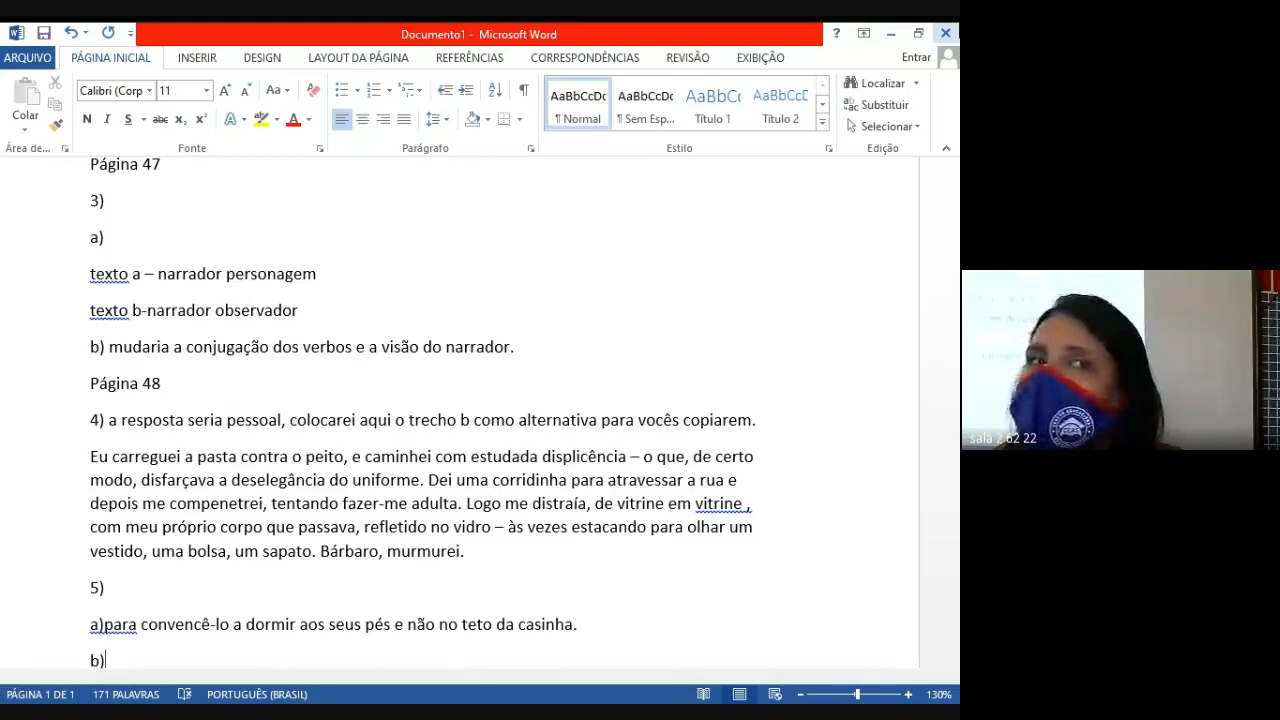 Documento1 - Microsoft Word
?
ARQUIVO PÁGINA INICIAL INSERIR DESIGN LAYOUT DA PÁGINA REFERÊNCIAS CORRESPONDÊNCIAS REVISÃO EXIBIÇÃO Entrar
Colar
Calibri (Corp 11
Aa
N I S abc x₂ x² A A
AaBbCcDc AaBbCcDc AaBbCc AaBbCcD
¶ Normal ¶ Sem Esp... Título 1 Título 2
Localizar
Substituir
Selecionar
Área de... Fonte Parágrafo Estilo Edição
Página 47
3)
a)
texto a – narrador personagem
texto b-narrador observador
b) mudaria a conjugação dos verbos e a visão do narrador.
Página 48
4) a resposta seria pessoal, colocarei aqui o trecho b como alternativa para vocês copiarem.
Eu carreguei a pasta contra o peito, e caminhei com estudada displicência – o que, de certo
modo, disfarçava a deselegância do uniforme. Dei uma corridinha para atravessar a rua e
depois me compenetrei, tentando fazer-me adulta. Logo me distraía, de vitrine em vitrine ,
com meu próprio corpo que passava, refletido no vidro – às vezes estacando para olhar um
vestido, uma bolsa, um sapato. Bárbaro, murmurei.
5)
a)para convencê-lo a dormir aos seus pés e não no teto da casinha.
b)
sala 2 62 22
PÁGINA 1 DE 1 171 PALAVRAS PORTUGUÊS (BRASIL) 130%